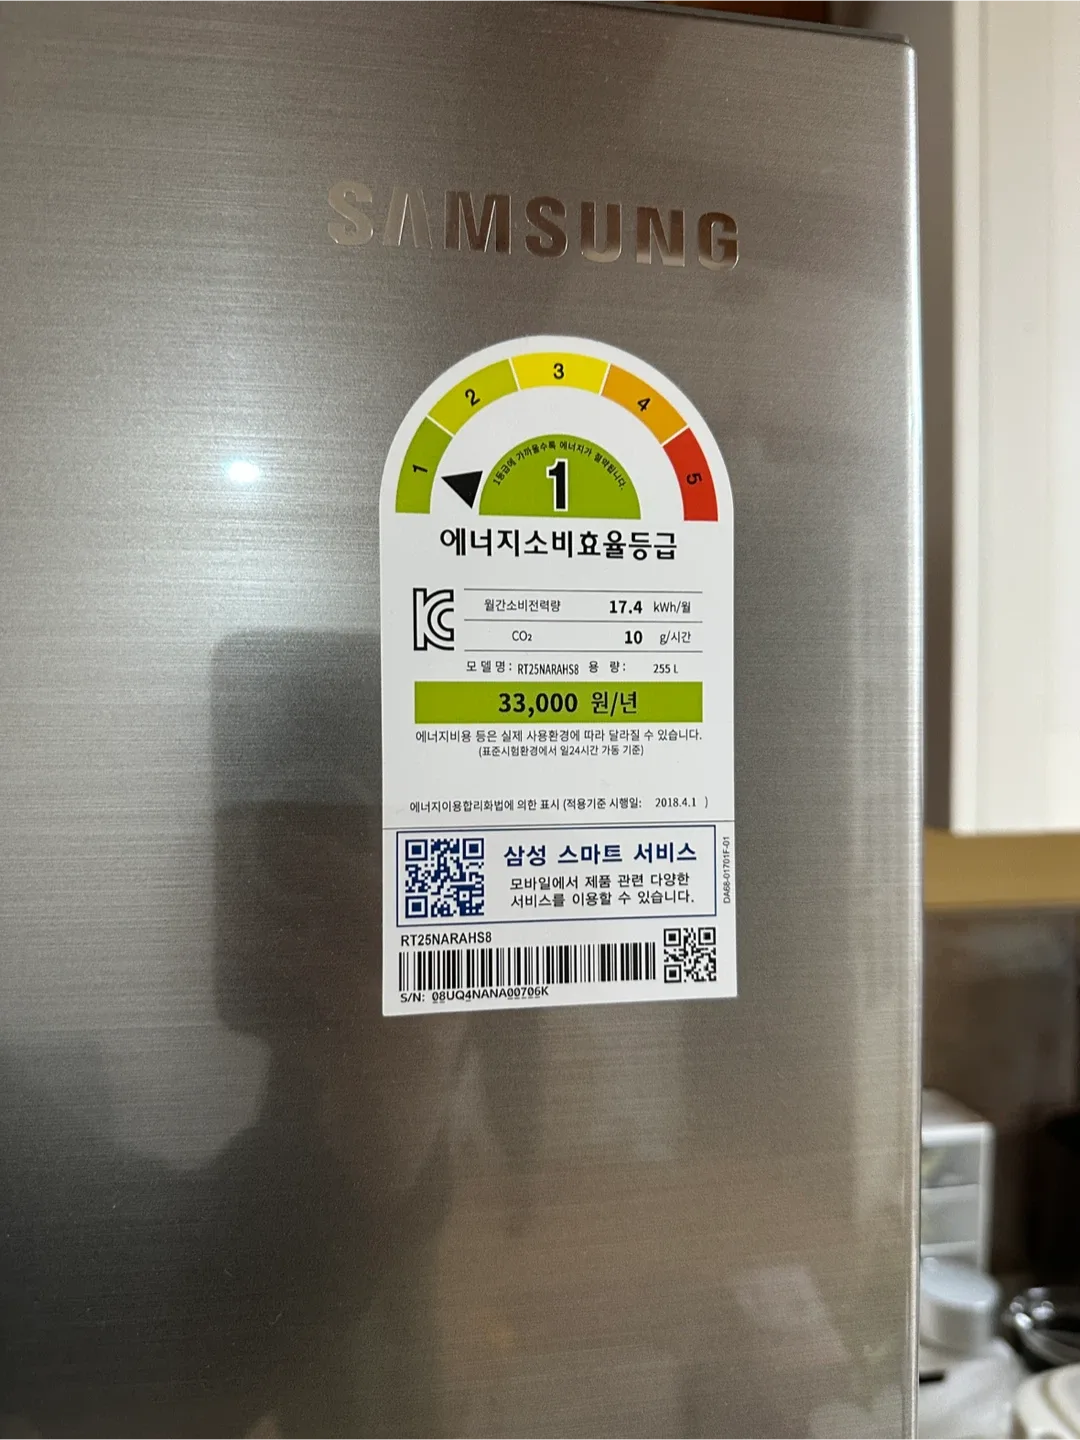 SAMSUNG
1 2 3 4 5
1등급에 가까울수록 에너지가 절약됩니다.
1
에너지소비효율등급
월간소비전력량 17.4 kWh/월
CO₂ 10 g/시간
모델명: RT25NARAHS8 용 량: 255 L
33,000 원/년
에너지비용 등은 실제 사용환경에 따라 달라질 수 있습니다.
(표준시험환경에서 일24시간 가동 기준)
에너지이용합리화법에 의한 표시 (적용기준 시행일: 2018.4.1 )
삼성 스마트 서비스
모바일에서 제품 관련 다양한
서비스를 이용할 수 있습니다.
DA68-01701F-01
RT25NARAHS8
S/N: 08UQ4NANA00706K